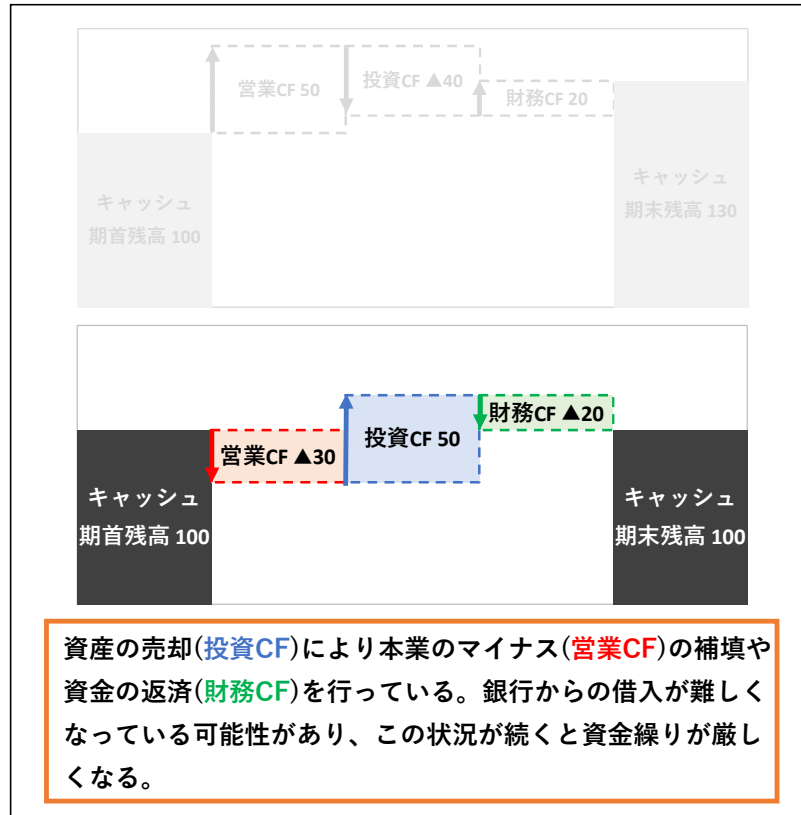 営業CF 50
投資CF ▲40
財務CF 20
キャッシュ
期首残高 100
キャッシュ
期末残高 130
営業CF ▲30
投資CF 50
財務CF ▲20
キャッシュ
期首残高 100
キャッシュ
期末残高 100
資産の売却(投資CF)により本業のマイナス(営業CF)の補填や
資金の返済(財務CF)を行っている。銀行からの借入が難しく
なっている可能性があり、この状況が続くと資金繰りが厳し
くなる。